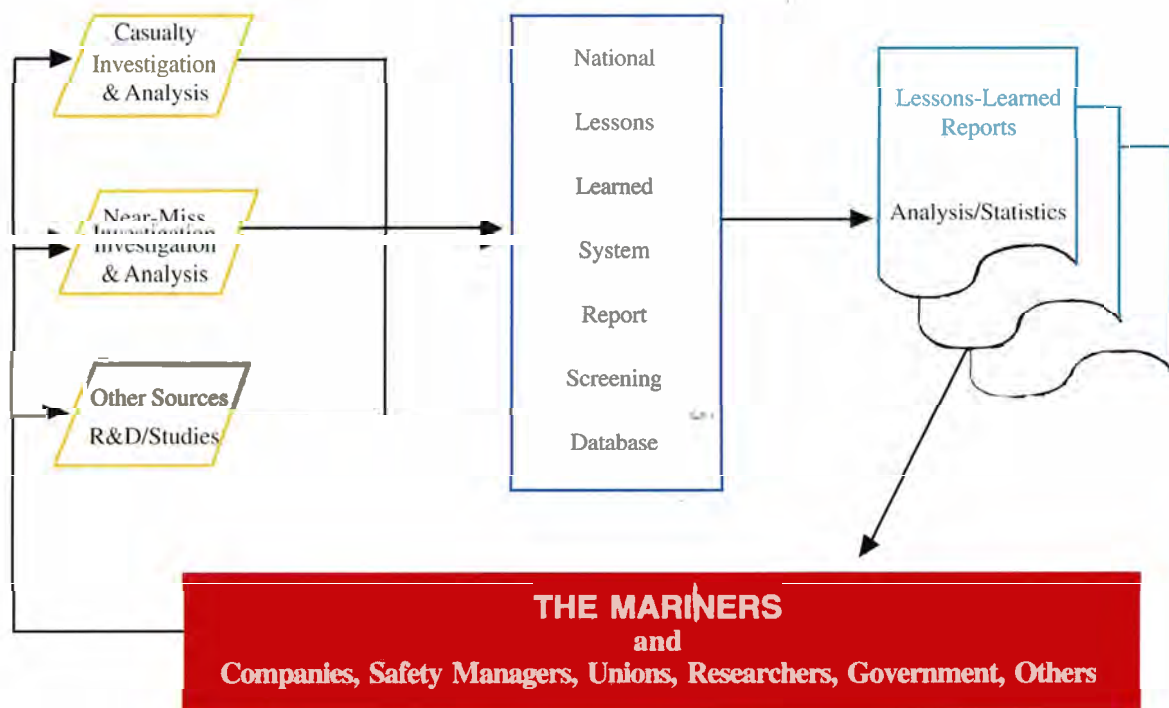 Casualty
Investigation
& Analysis
Near-Miss
Investigation
Investigation
& Analysis
Other Sources
R&D/Studies
National
Lessons
Learned
System
Report
Screening
Database
Lessons-Learned
Reports
Analysis/Statistics
THE MARINERS
and
Companies, Safety Managers, Unions, Researchers, Government, Others